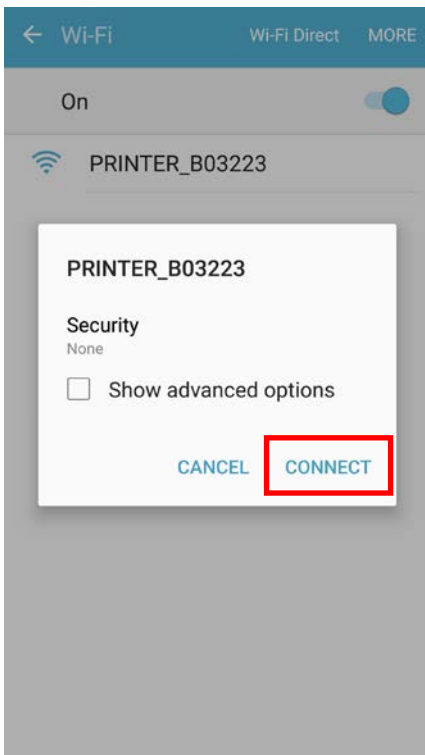 Wi-Fi Wi-Fi Direct MORE
On
PRINTER_B03223
PRINTER_B03223
Security
None
Show advanced options
CANCEL CONNECT